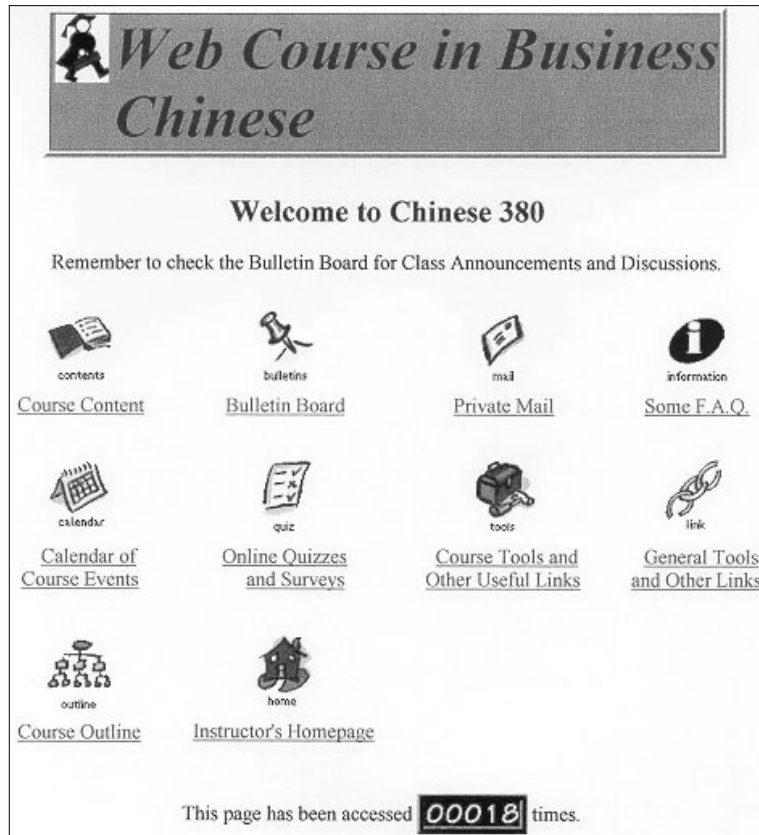 Web Course in Business
Chinese
Welcome to Chinese 380
Remember to check the Bulletin Board for Class Announcements and Discussions.
contents
bulletins
mail
information
Course Content
Bulletin Board
Private Mail
Some F.A.Q.
calendar
quiz
tools
link
Calendar of
Course Events
Online Quizzes
and Surveys
Course Tools and
Other Useful Links
General Tools
and Other Links
outline
home
Course Outline
Instructor's Homepage
This page has been accessed 00018 times.